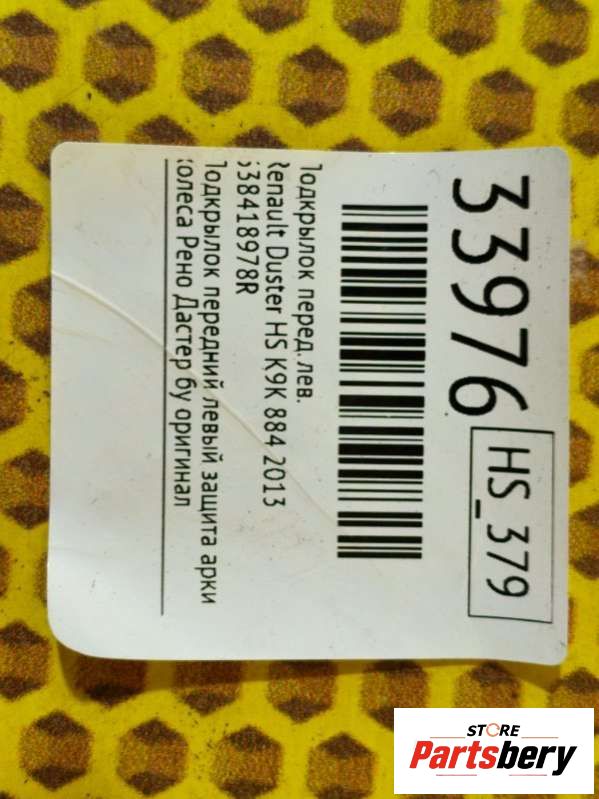 33976
HS_379
Подкрылок перед. лев.
Renault Duster HS K9K 884 2013
638418978R
Подкрылок передний левый защита арки
колеса Рено Дастер бу оригинал
STORE
Partsbery